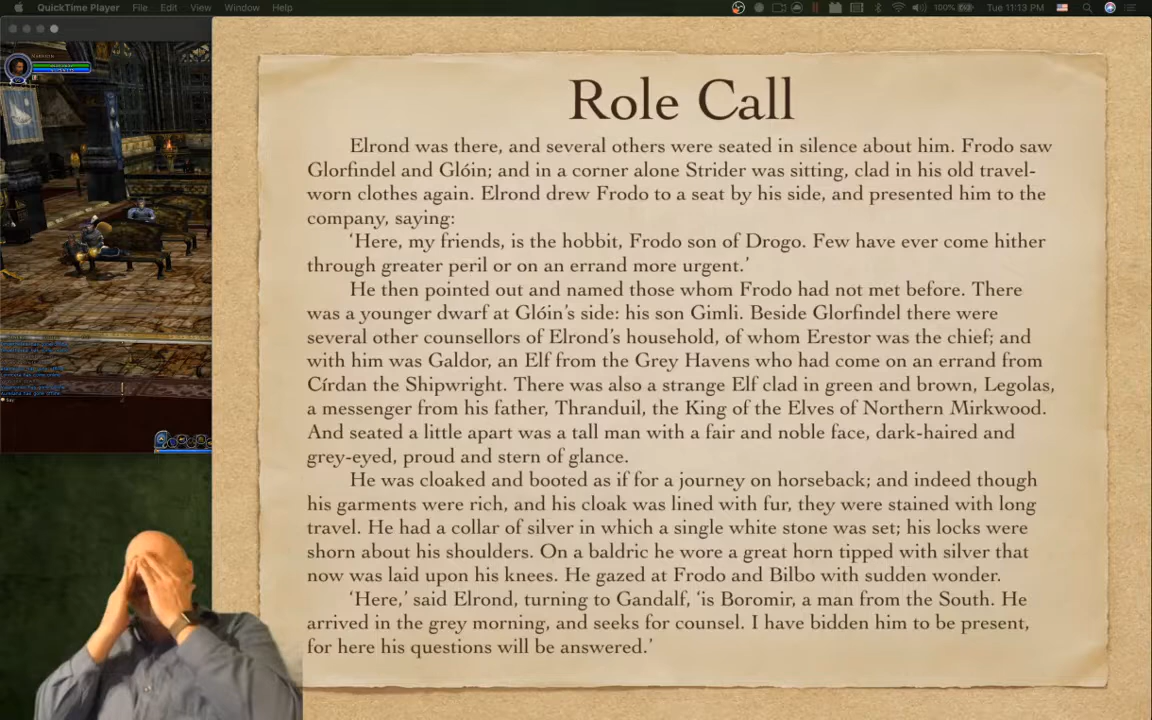 QuickTime Player File Edit View Window Help 100% Tue 11:13 PM
Role Call
Elrond was there, and several others were seated in silence about him. Frodo saw
Glorfindel and Glóin; and in a corner alone Strider was sitting, clad in his old travel-
worn clothes again. Elrond drew Frodo to a seat by his side, and presented him to the
company, saying:
‘Here, my friends, is the hobbit, Frodo son of Drogo. Few have ever come hither
through greater peril or on an errand more urgent.’
He then pointed out and named those whom Frodo had not met before. There
was a younger dwarf at Glóin’s side: his son Gimli. Beside Glorfindel there were
several other counsellors of Elrond’s household, of whom Erestor was the chief; and
with him was Galdor, an Elf from the Grey Havens who had come on an errand from
Círdan the Shipwright. There was also a strange Elf clad in green and brown, Legolas,
a messenger from his father, Thranduil, the King of the Elves of Northern Mirkwood.
And seated a little apart was a tall man with a fair and noble face, dark-haired and
grey-eyed, proud and stern of glance.
He was cloaked and booted as if for a journey on horseback; and indeed though
his garments were rich, and his cloak was lined with fur, they were stained with long
travel. He had a collar of silver in which a single white stone was set; his locks were
shorn about his shoulders. On a baldric he wore a great horn tipped with silver that
now was laid upon his knees. He gazed at Frodo and Bilbo with sudden wonder.
‘Here,’ said Elrond, turning to Gandalf, ‘is Boromir, a man from the South. He
arrived in the grey morning, and seeks for counsel. I have bidden him to be present,
for here his questions will be answered.’